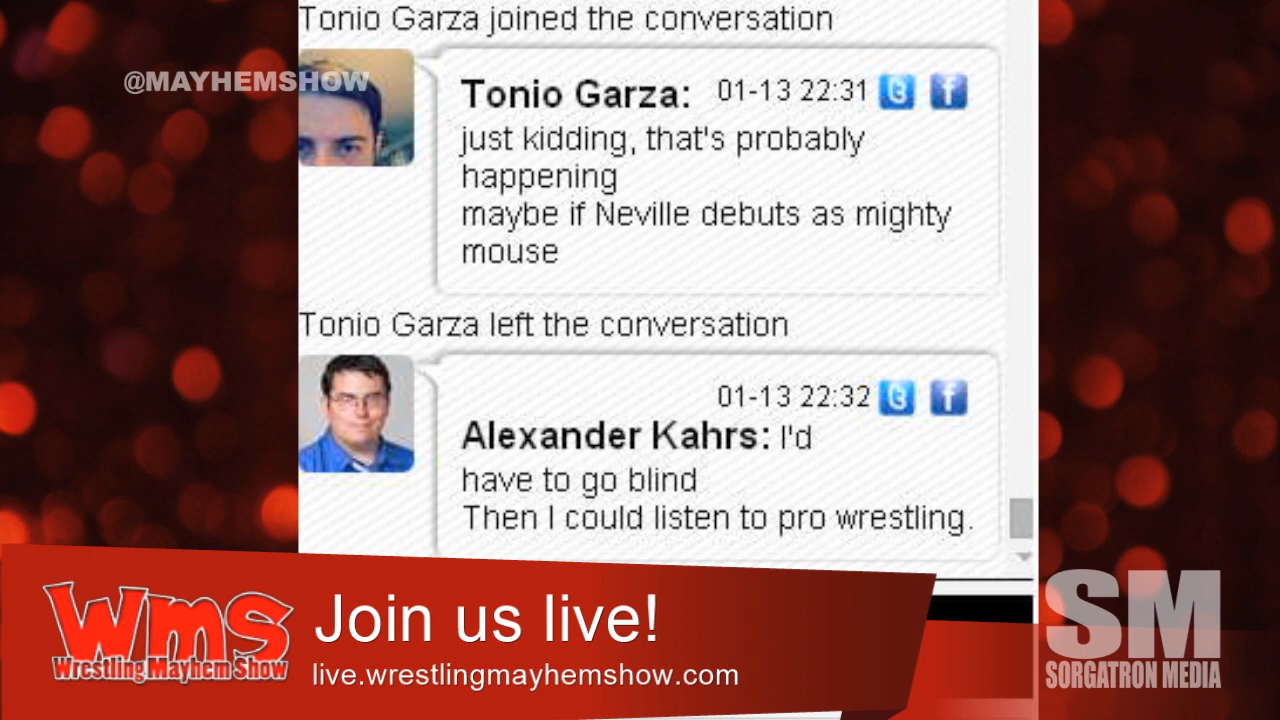 Tonio Garza joined the conversation
@MAYHEMSHOW
Tonio Garza: 01-13 22:31
just kidding, that's probably
happening
maybe if Neville debuts as mighty
mouse
Tonio Garza left the conversation
01-13 22:32
Alexander Kahrs: I'd
have to go blind
Then I could listen to pro wrestling.
wms
Wrestling Mayhem Show
Join us live!
live.wrestlingmayhemshow.com
SM
SORGATRON MEDIA